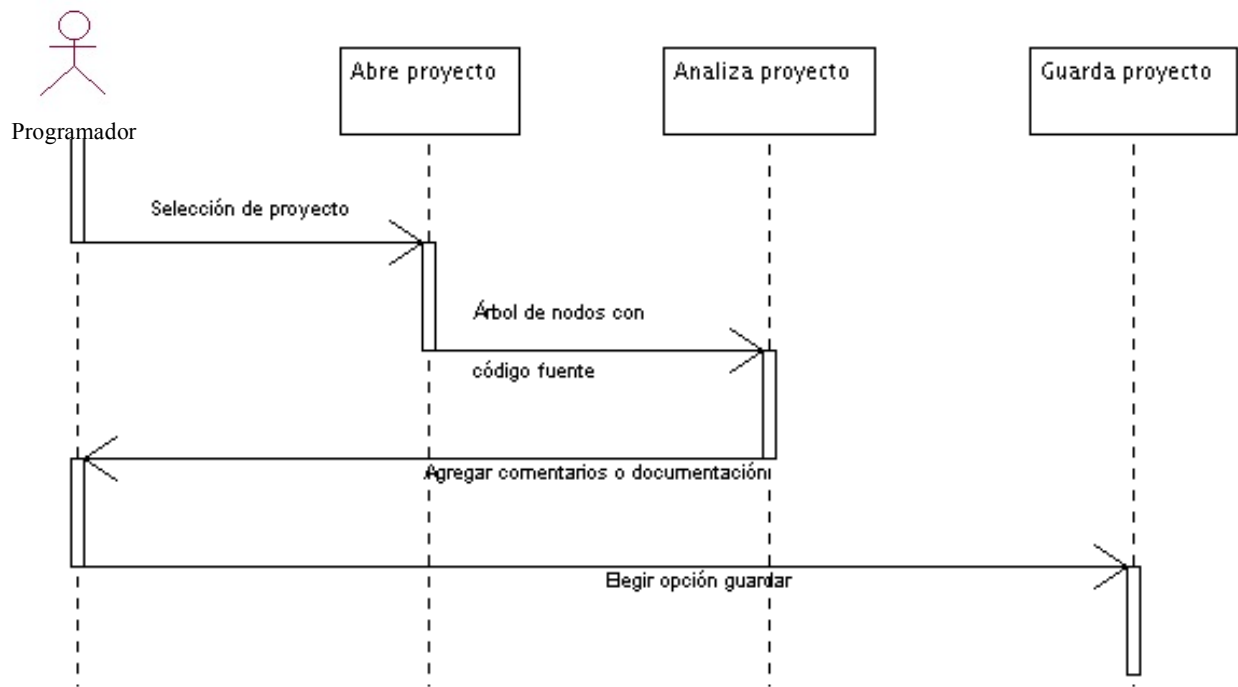 Abre proyecto
Analiza proyecto
Guarda proyecto
Programador
Selección de proyecto
Árbol de nodos con
código fuente
Agregar comentarios o documentación
Elegir opción guardar